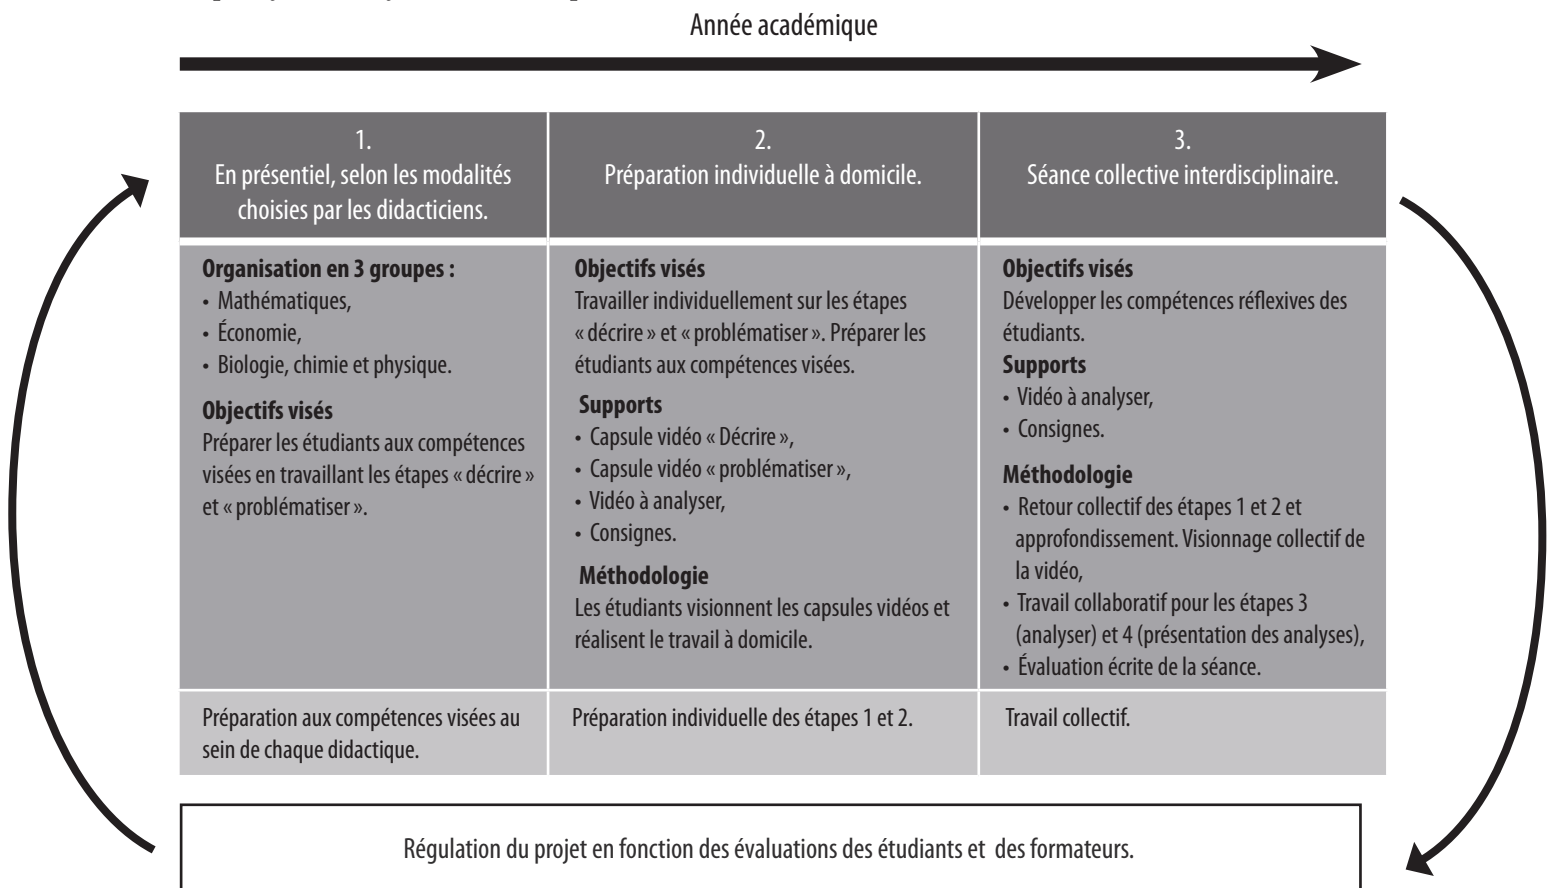 Année académique
1.
En présentiel, selon les modalités
choisies par les didacticiens.
2.
Préparation individuelle à domicile.
3.
Séance collective interdisciplinaire.
Organisation en 3 groupes :
• Mathématiques,
• Économie,
• Biologie, chimie et physique.
Objectifs visés
Préparer les étudiants aux compétences
visées en travaillant les étapes « décrire »
et « problématiser ».
Objectifs visés
Travailler individuellement sur les étapes
« décrire » et « problématiser ». Préparer les
étudiants aux compétences visées.
Supports
• Capsule vidéo « Décrire »,
• Capsule vidéo « problématiser »,
• Vidéo à analyser,
• Consignes.
Méthodologie
Les étudiants visionnent les capsules vidéos et
réalisent le travail à domicile.
Objectifs visés
Développer les compétences réflexives des
étudiants.
Supports
• Vidéo à analyser,
• Consignes.
Méthodologie
• Retour collectif des étapes 1 et 2 et
approfondissement. Visionnage collectif de
la vidéo,
• Travail collaboratif pour les étapes 3
(analyser) et 4 (présentation des analyses),
• Évaluation écrite de la séance.
Préparation aux compétences visées au
sein de chaque didactique.
Préparation individuelle des étapes 1 et 2.
Travail collectif.
Régulation du projet en fonction des évaluations des étudiants et des formateurs.